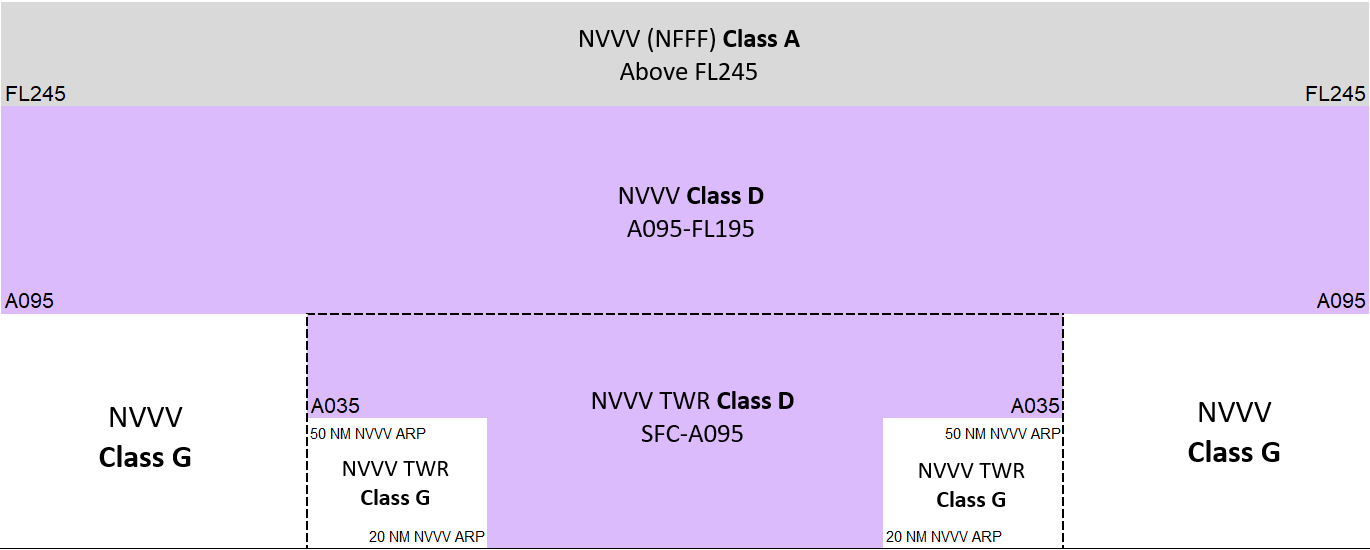 NVVV (NFFF) Class A
Above FL245
FL245
FL245
NVVV Class D
A095-FL195
A095
A095
NVVV
Class G
A035
50 NM NVVV ARP
NVVV TWR
Class G
20 NM NVVV ARP
NVVV TWR Class D
SFC-A095
A035
50 NM NVVV ARP
NVVV TWR
Class G
20 NM NVVV ARP
NVVV
Class G